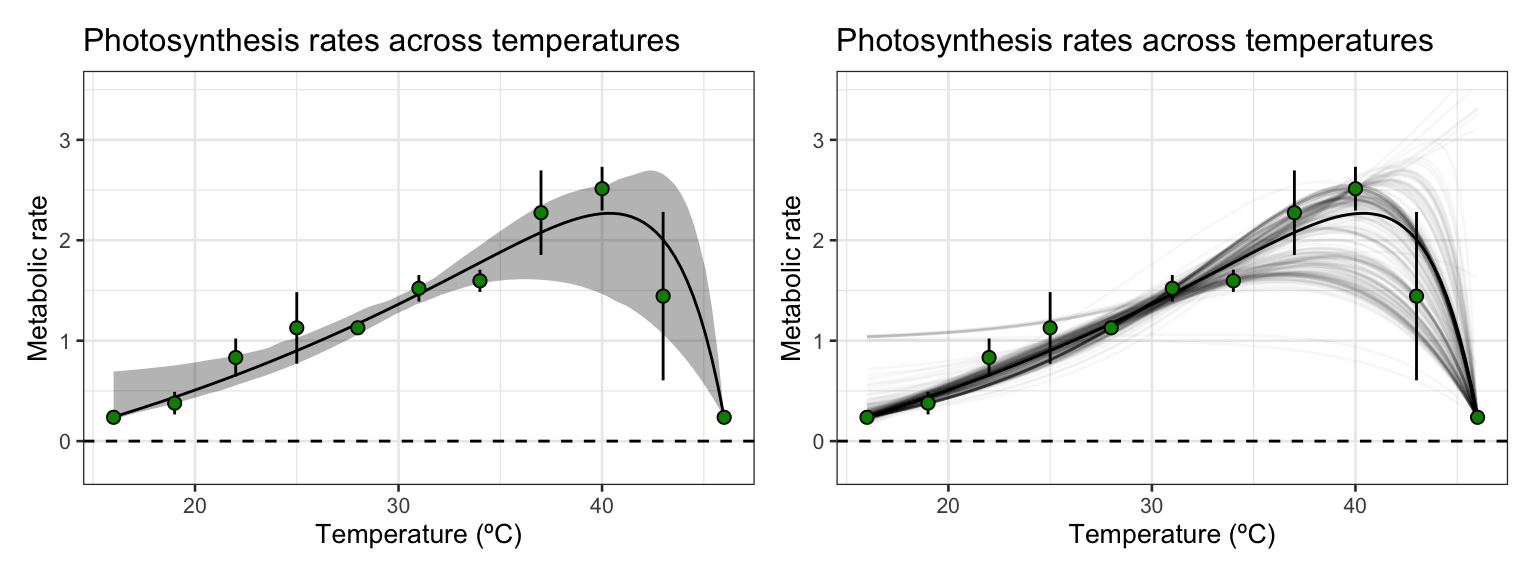 Photosynthesis rates across temperatures
Metabolic rate
3
2
1
0
20 30 40
Temperature (ºC)
Photosynthesis rates across temperatures
Metabolic rate
3
2
1
0
20 30 40
Temperature (ºC)